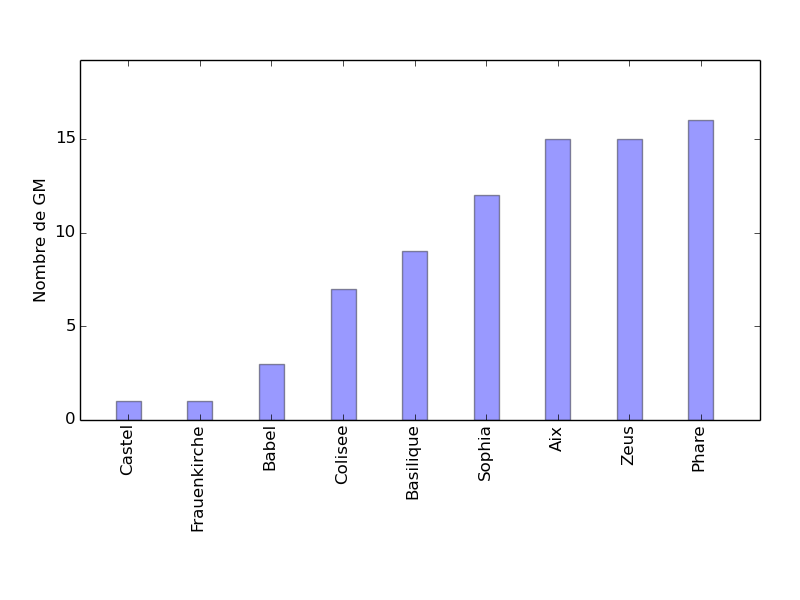 Nombre de GM
15
10
5
0
Castel
Frauenkirche
Babel
Colisee
Basilique
Sophia
Aix
Zeus
Phare